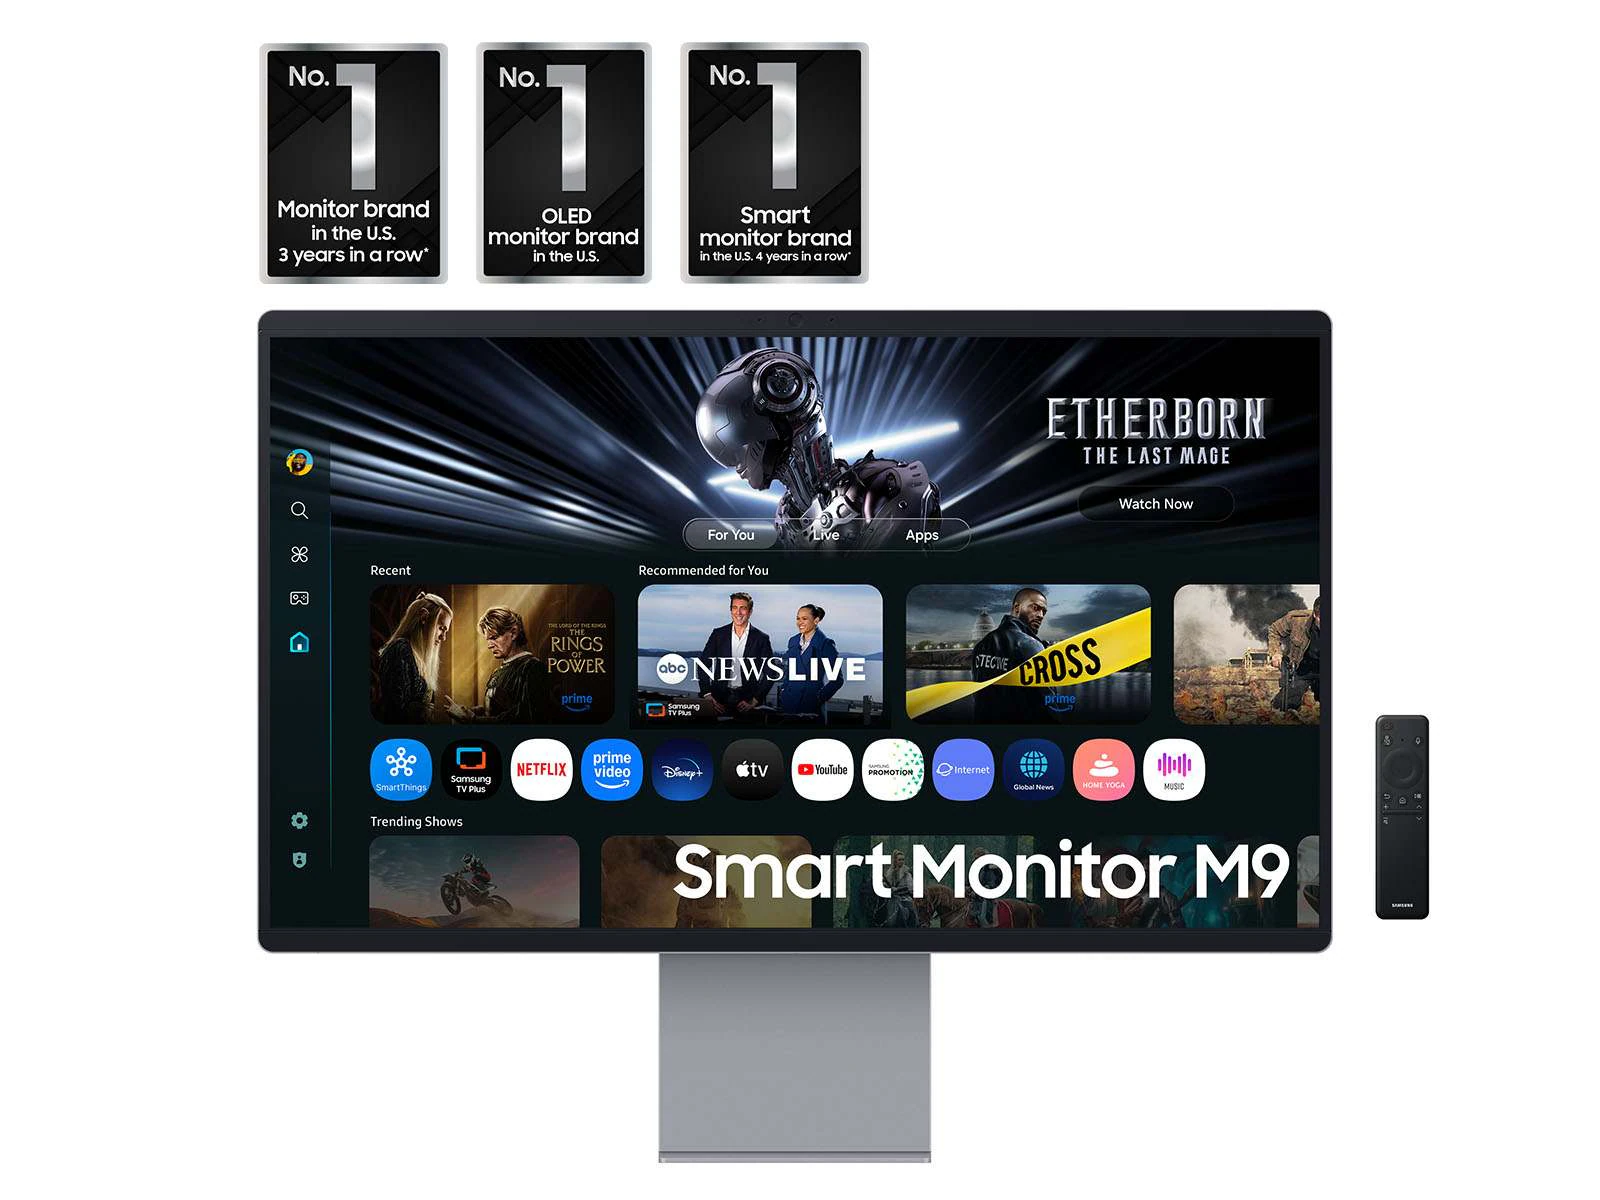 No. 1
Monitor brand
in the U.S.
3 years in a row*
No. 1
OLED
monitor brand
in the U.S.
No. 1
Smart
monitor brand
in the U.S. 4 years in a row*
ETHERBORN
THE LAST MAGE
Watch Now
For You
Live
Apps
Recent
Recommended for You
THE LORD OF THE RINGS
THE
RINGS
OF
POWER
prime
abc NEWS LIVE
Samsung
TV Plus
CTECTIVE
CROSS
prime
SmartThings
Samsung
TV Plus
NETFLIX
prime
video
Disney+
tv
YouTube
SAMSUNG
PROMOTION
Internet
Global News
HOME YOGA
MUSIC
Trending Shows
Smart Monitor M9
SAMSUNG